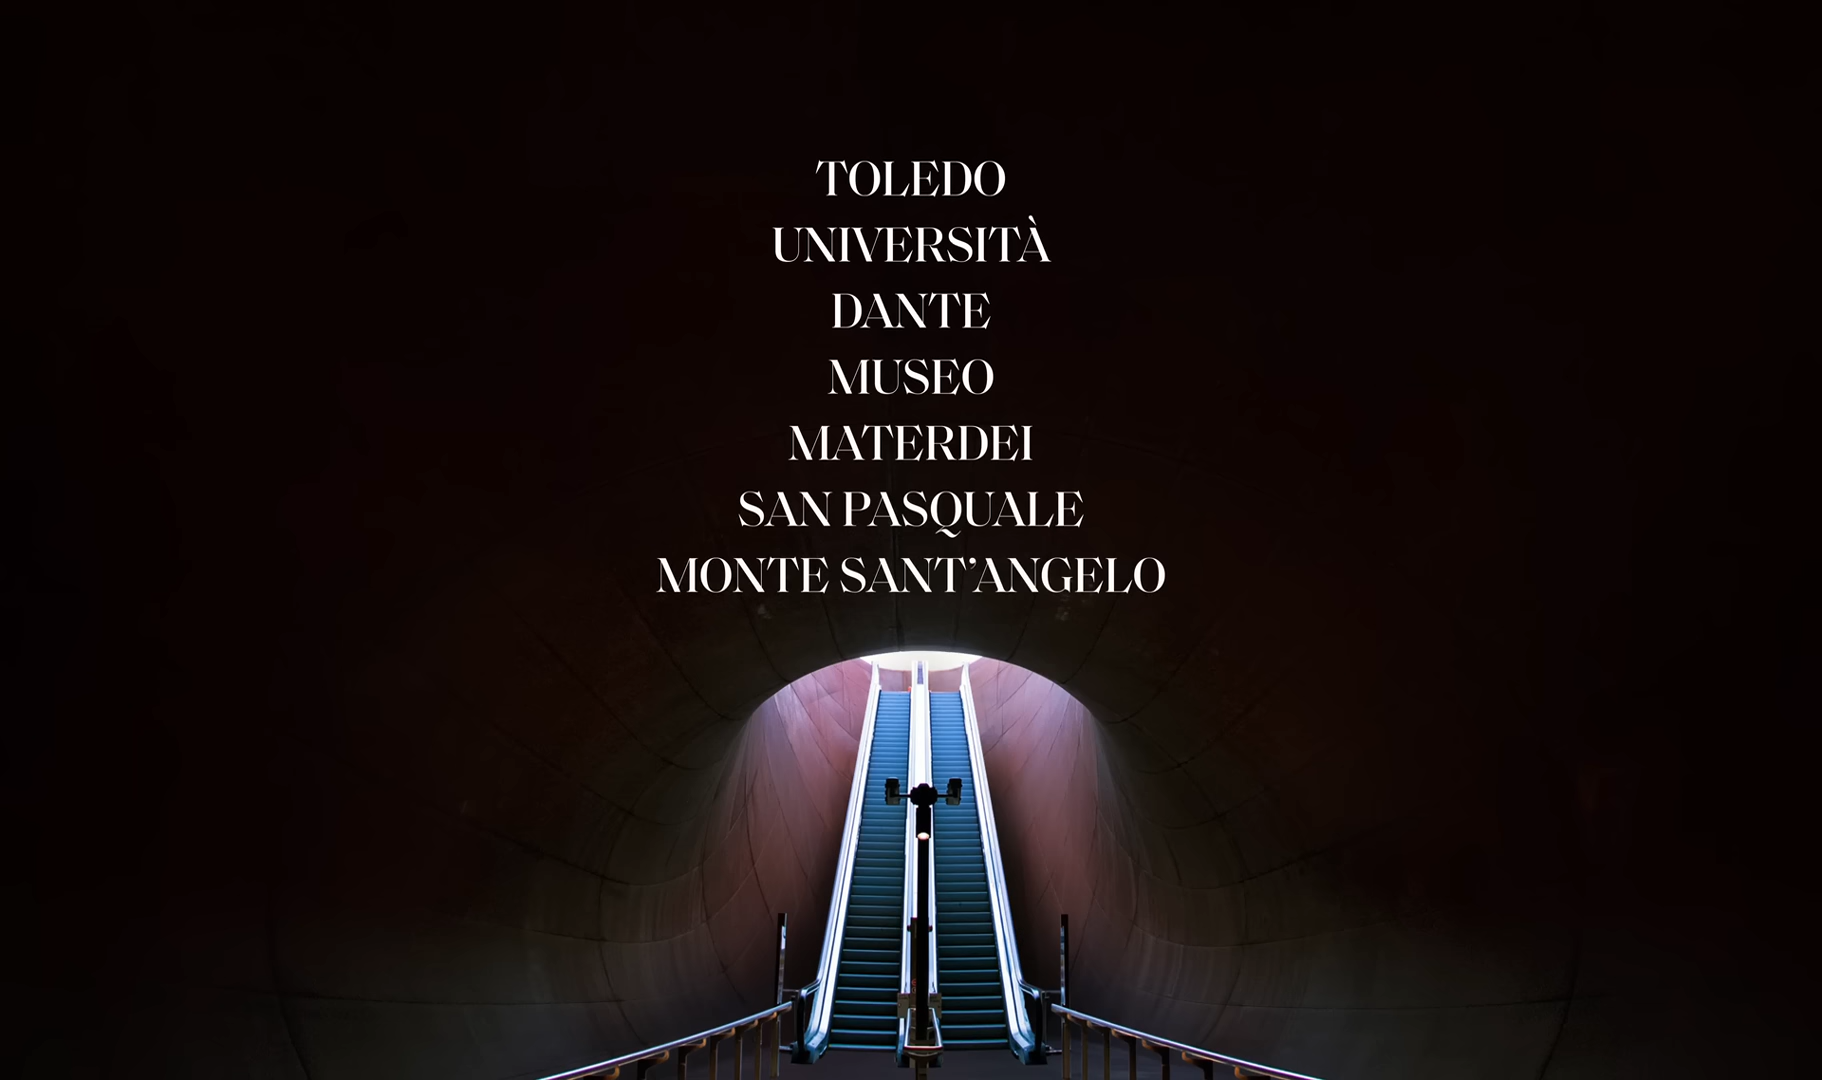 TOLEDO
UNIVERSITÀ
DANTE
MUSEO
MATERDEI
SAN PASQUALE
MONTE SANT’ANGELO